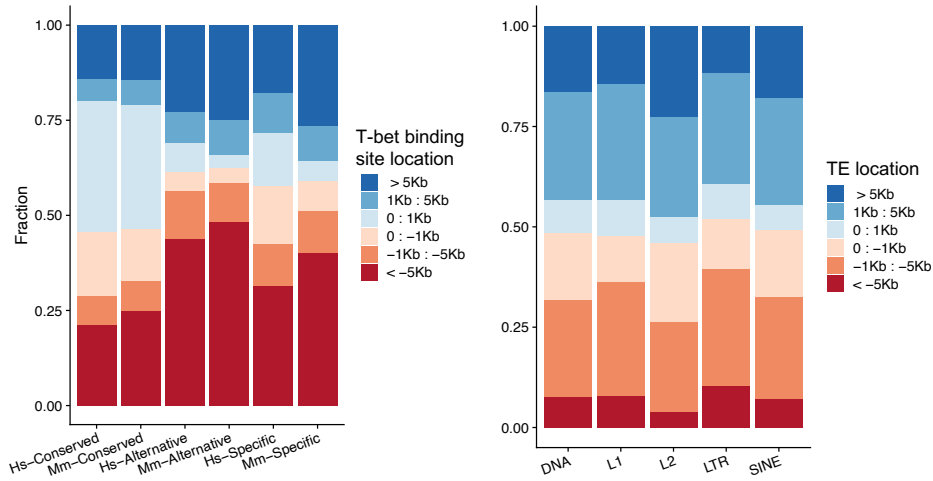 1.00
0.75
0.50
0.25
0.00
Fraction
Hs−Conserved
Mm−Conserved
Hs−Alternative
Mm−Alternative
Hs−Specific
Mm−Specific
T-bet binding
site location
> 5Kb
1Kb : 5Kb
0 : 1Kb
0 : −1Kb
−1Kb : −5Kb
< −5Kb
1.00
0.75
0.50
0.25
0.00
DNA
L1
L2
LTR
SINE
TE location
> 5Kb
1Kb : 5Kb
0 : 1Kb
0 : −1Kb
−1Kb : −5Kb
< −5Kb